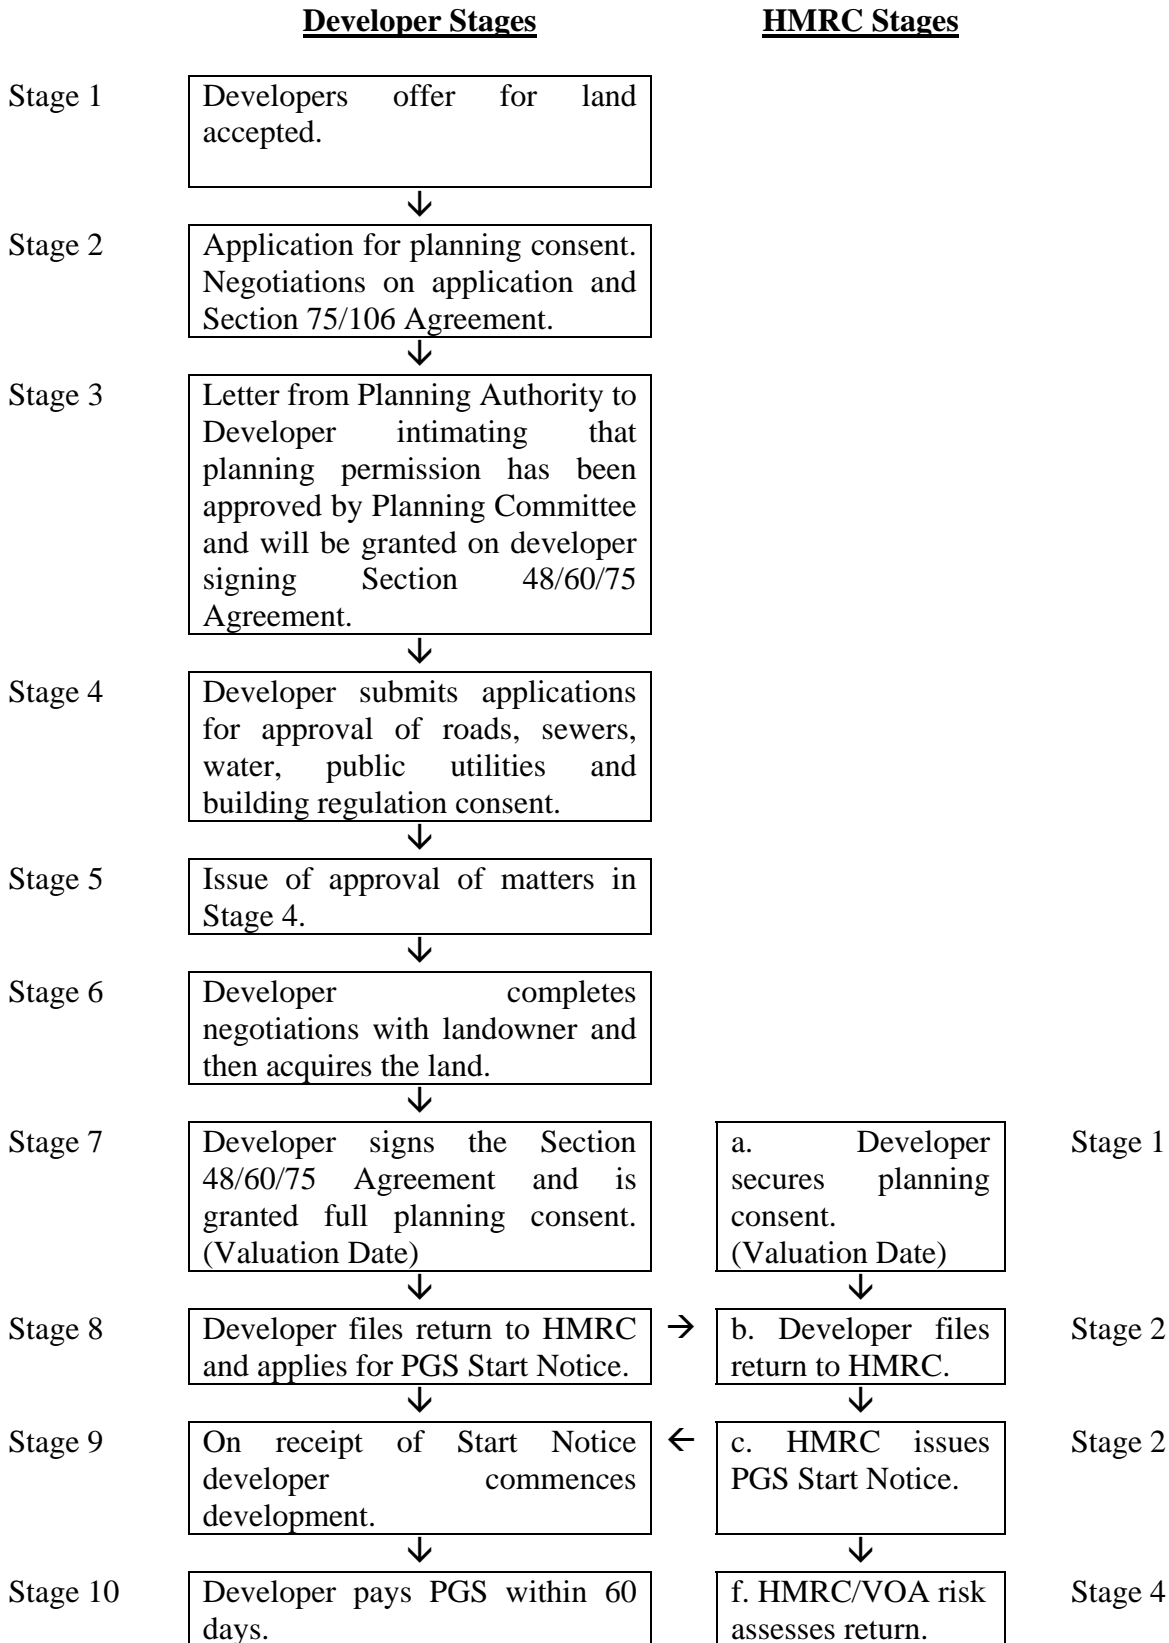 Developer Stages HMRC Stages
Stage 1 Developers offer for land
accepted.
Stage 2 Application for planning consent.
Negotiations on application and
Section 75/106 Agreement.
Stage 3 Letter from Planning Authority to
Developer intimating that
planning permission has been
approved by Planning Committee
and will be granted on developer
signing Section 48/60/75
Agreement.
Stage 4 Developer submits applications
for approval of roads, sewers,
water, public utilities and
building regulation consent.
Stage 5 Issue of approval of matters in
Stage 4.
Stage 6 Developer completes
negotiations with landowner and
then acquires the land.
Stage 7 Developer signs the Section
48/60/75 Agreement and is
granted full planning consent.
(Valuation Date)
a. Developer Stage 1
secures planning
consent.
(Valuation Date)
Stage 8 Developer files return to HMRC
and applies for PGS Start Notice.
b. Developer files Stage 2
return to HMRC.
Stage 9 On receipt of Start Notice
developer commences
development.
c. HMRC issues Stage 2
PGS Start Notice.
Stage 10 Developer pays PGS within 60
days.
f. HMRC/VOA risk Stage 4
assesses return.